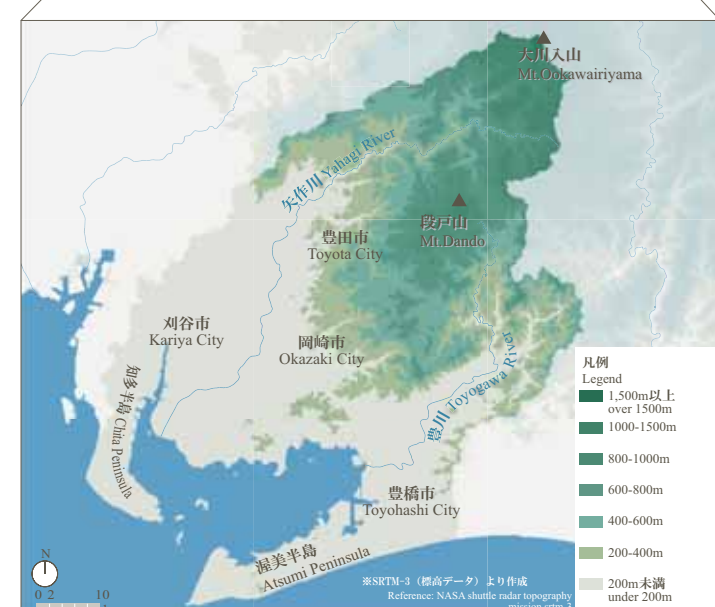 大川入山
Mt.Ookawairiyama
矢作川 Yahagi River
段戸山
Mt.Dando
豊田市
Toyota City
刈谷市
Kariya City
岡崎市
Okazaki City
知多半島 Chita Peninsula
豊川 Toyogawa River
豊橋市
Toyohashi City
渥美半島
Atsumi Peninsula
凡例
Legend
1,500m以上
over 1500m
1000-1500m
800-1000m
600-800m
400-600m
200-400m
200m未満
under 200m
N
0 2 10
※SRTM-3（標高データ）より作成
Reference: NASA shuttle radar topography
mission srtm-3